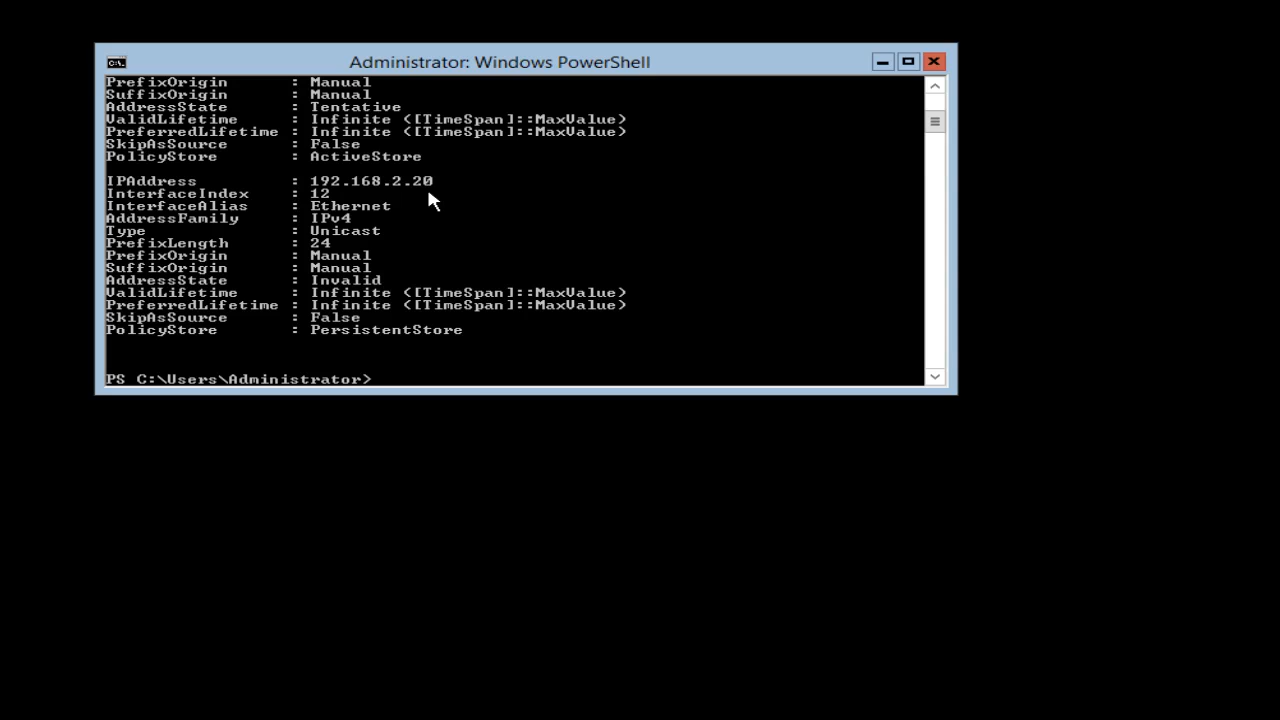 Administrator: Windows PowerShell
PrefixOrigin : Manual
SuffixOrigin : Manual
AddressState : Tentative
ValidLifetime : Infinite ([TimeSpan]::MaxValue)
PreferredLifetime : Infinite ([TimeSpan]::MaxValue)
SkipAsSource : False
PolicyStore : ActiveStore
IPAddress : 192.168.2.20
InterfaceIndex : 12
InterfaceAlias : Ethernet
AddressFamily : IPv4
Type : Unicast
PrefixLength : 24
PrefixOrigin : Manual
SuffixOrigin : Manual
AddressState : Invalid
ValidLifetime : Infinite ([TimeSpan]::MaxValue)
PreferredLifetime : Infinite ([TimeSpan]::MaxValue)
SkipAsSource : False
PolicyStore : PersistentStore
PS C:\Users\Administrator>